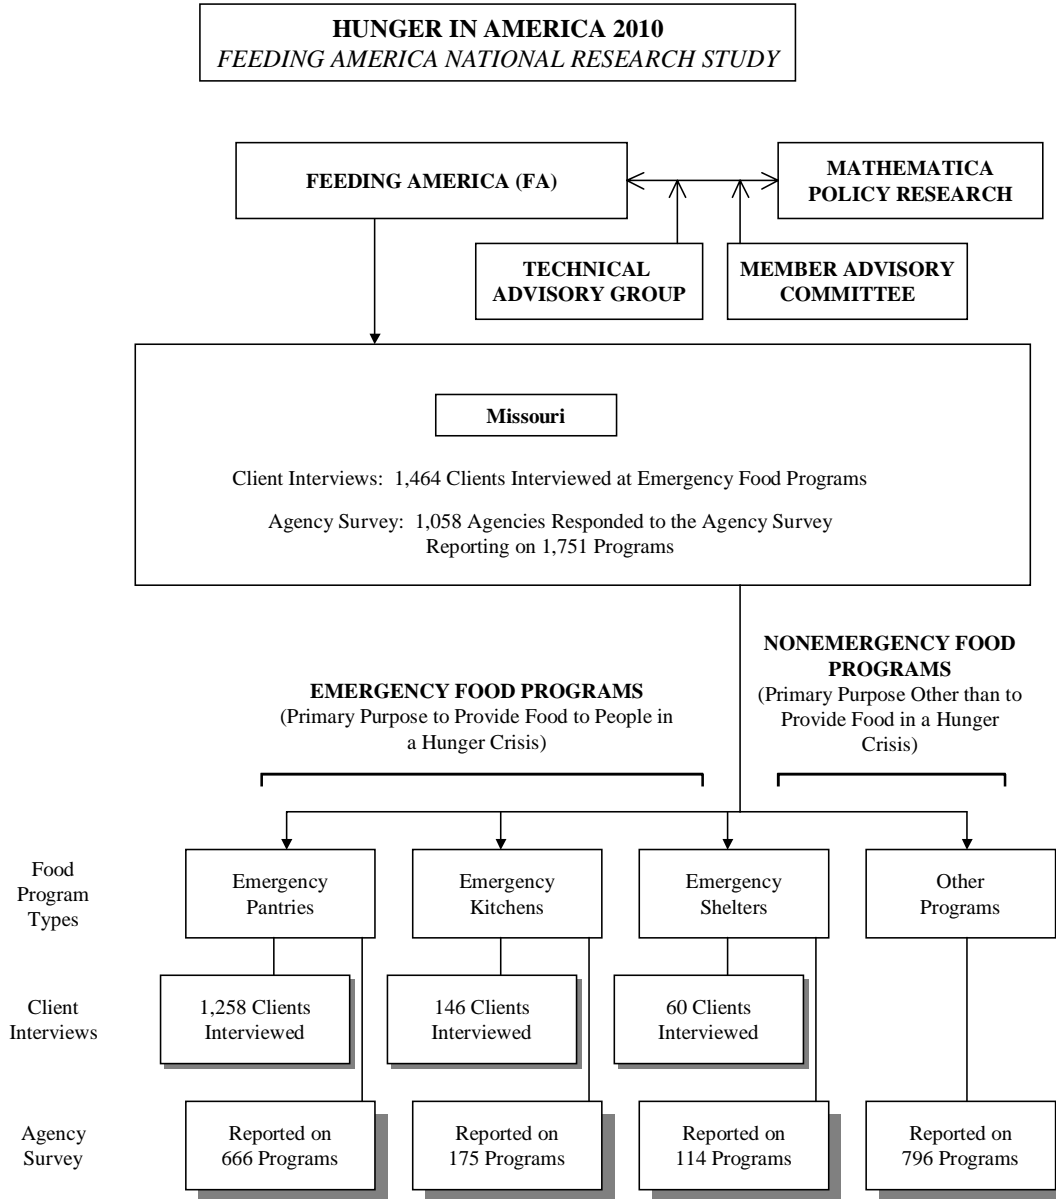 HUNGER IN AMERICA 2010
FEEDING AMERICA NATIONAL RESEARCH STUDY
FEEDING AMERICA (FA)
MATHEMATICA
POLICY RESEARCH
TECHNICAL
ADVISORY GROUP
MEMBER ADVISORY
COMMITTEE
Missouri
Client Interviews: 1,464 Clients Interviewed at Emergency Food Programs
Agency Survey: 1,058 Agencies Responded to the Agency Survey
Reporting on 1,751 Programs
EMERGENCY FOOD PROGRAMS
(Primary Purpose to Provide Food to People in
a Hunger Crisis)
NONEMERGENCY FOOD
PROGRAMS
(Primary Purpose Other than to
Provide Food in a Hunger
Crisis)
Food
Program
Types
Emergency
Pantries
Emergency
Kitchens
Emergency
Shelters
Other
Programs
Client
Interviews
1,258 Clients
Interviewed
146 Clients
Interviewed
60 Clients
Interviewed
Agency
Survey
Reported on
666 Programs
Reported on
175 Programs
Reported on
114 Programs
Reported on
796 Programs